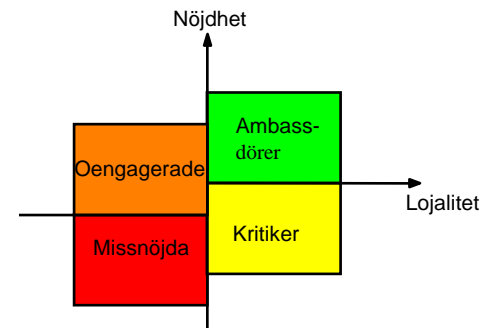 Nöjdhet
Ambass-
dörer
Oengagerade
Lojalitet
Kritiker
Missnöjda